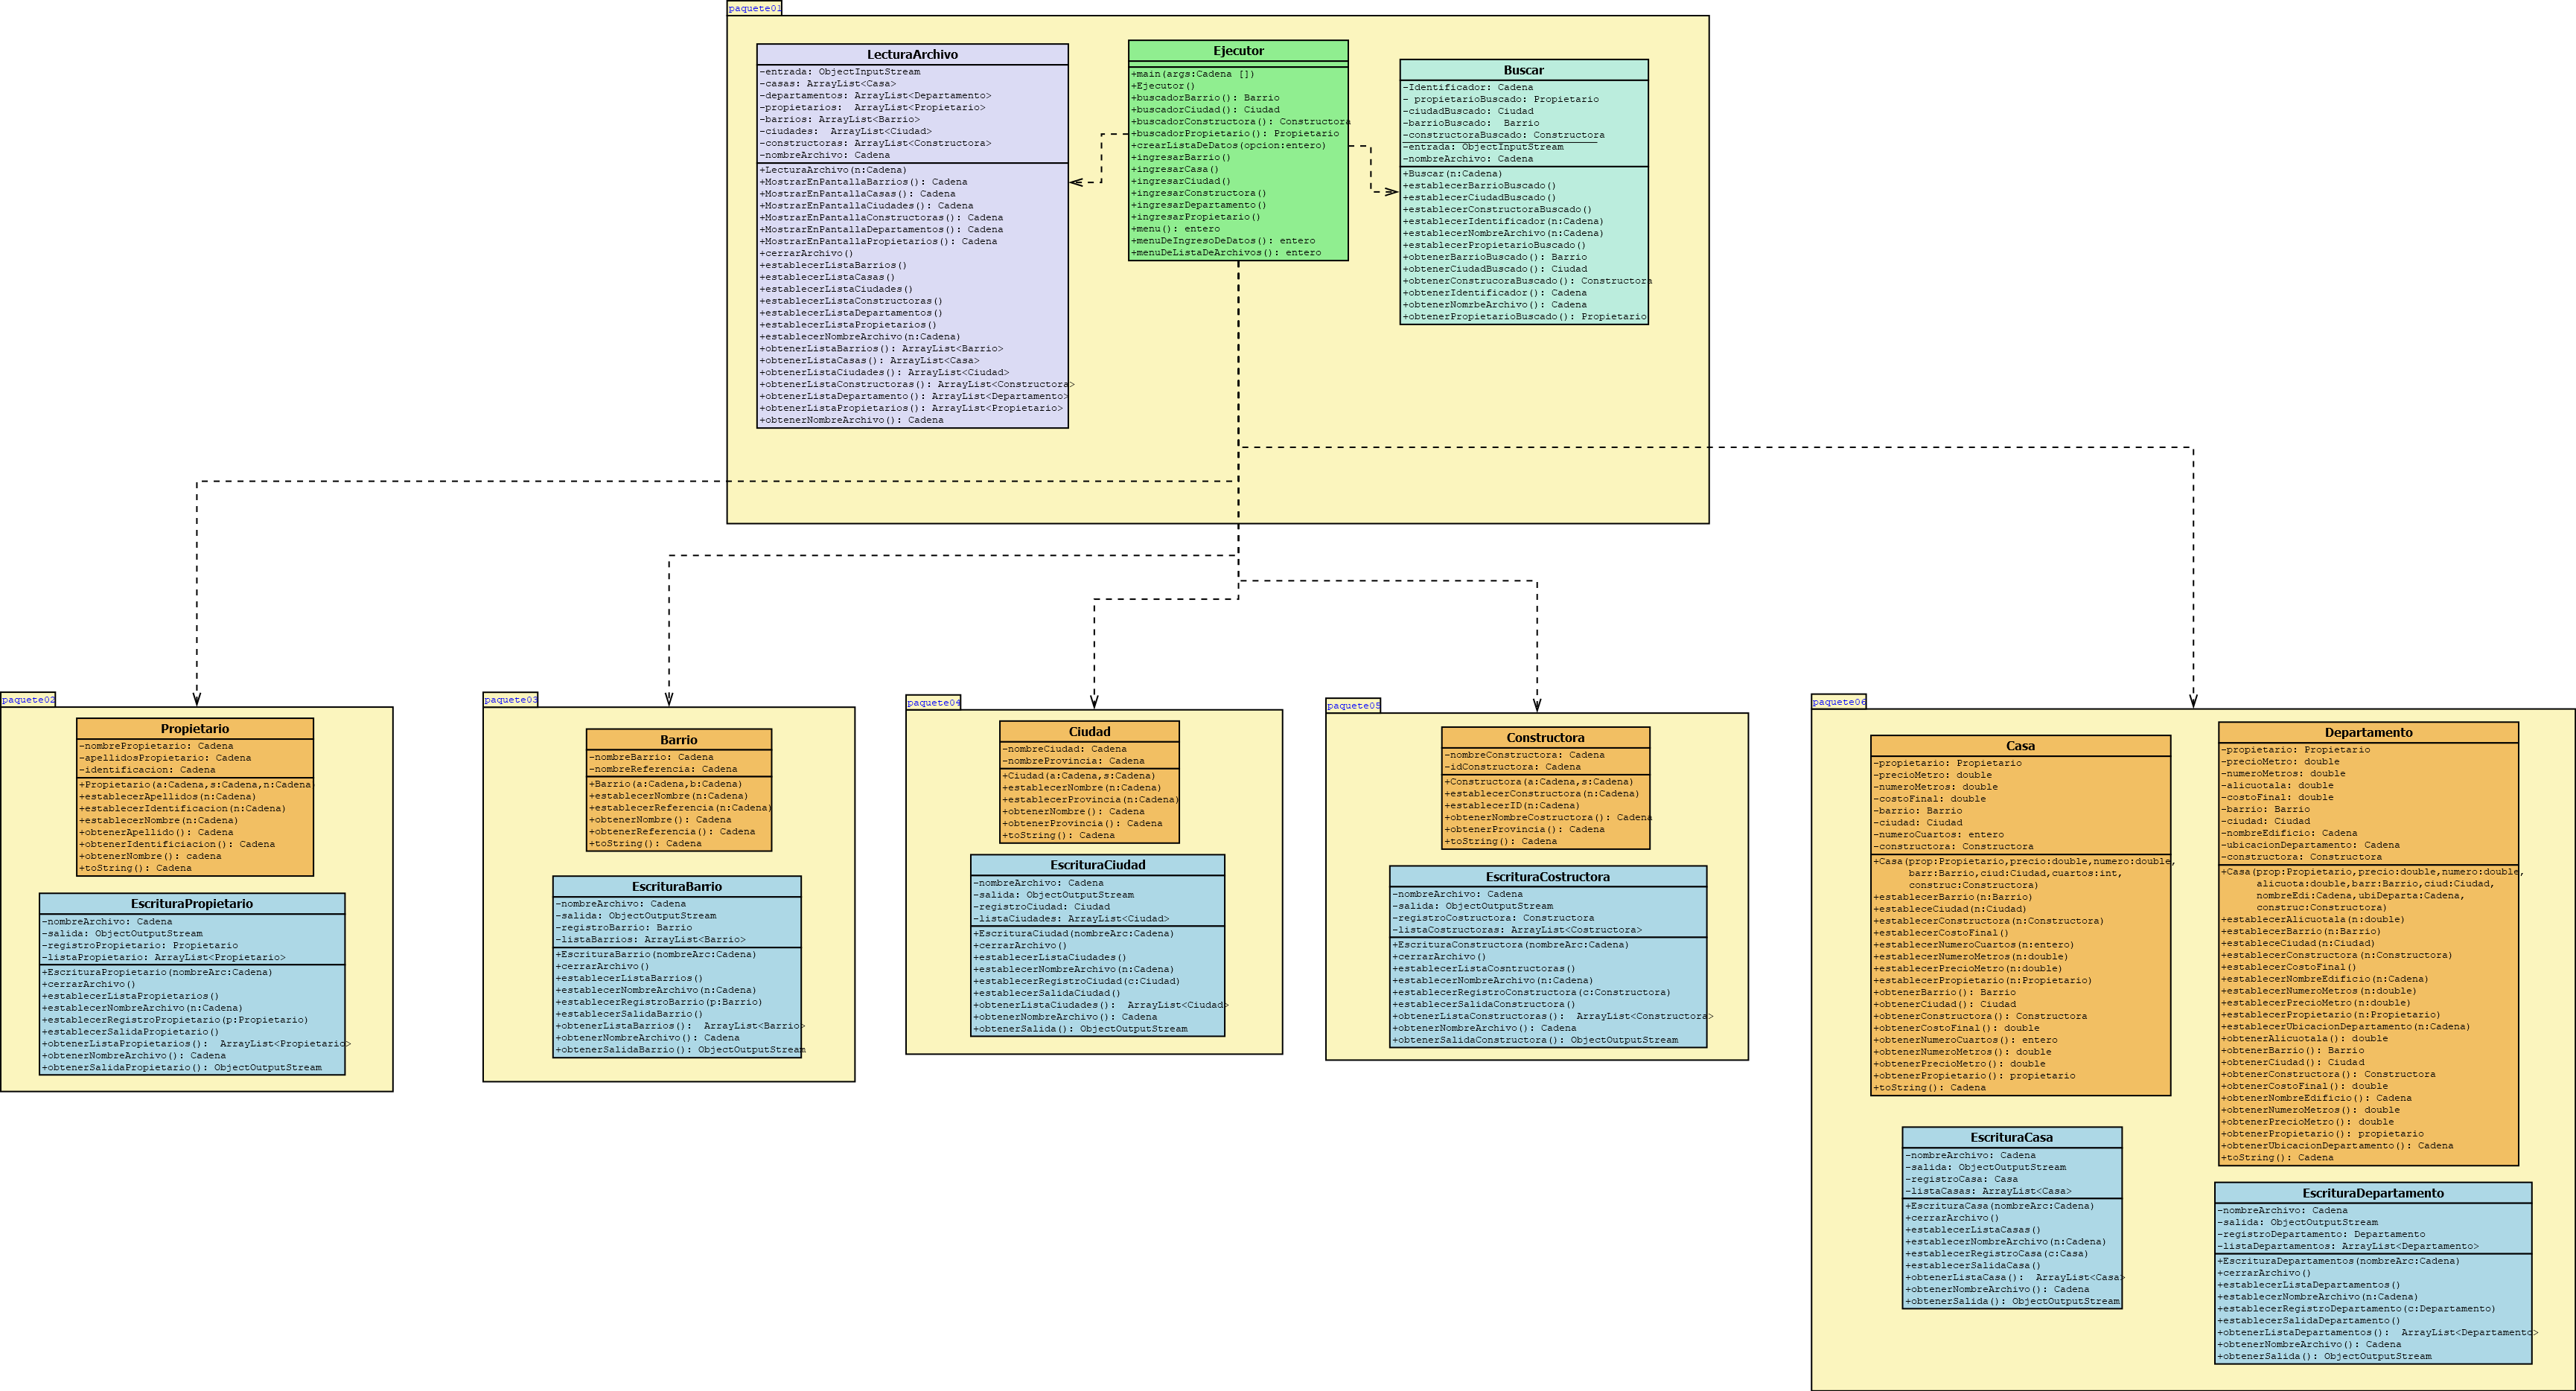 paquete01
LecturaArchivo
-entrada: ObjectInputStream
-casas: ArrayList<Casa>
-departamentos: ArrayList<Departamento>
-propietarios:  ArrayList<Propietario>
-barrios: ArrayList<Barrio>
-ciudades:  ArrayList<Ciudad>
-constructoras: ArrayList<Constructora>
-nombreArchivo: Cadena
+LecturaArchivo(n:Cadena)
+MostrarEnPantallaBarrios(): Cadena
+MostrarEnPantallaCasas(): Cadena
+MostrarEnPantallaCiudades(): Cadena
+MostrarEnPantallaConstructoras(): Cadena
+MostrarEnPantallaDepartamentos(): Cadena
+MostrarEnPantallaPropietarios(): Cadena
+cerrarArchivo()
+establecerListaBarrios()
+establecerListaCasas()
+establecerListaCiudades()
+establecerListaConstructoras()
+establecerListaDepartamentos()
+establecerListaPropietarios()
+establecerNombreArchivo(n:Cadena)
+obtenerListaBarrios(): ArrayList<Barrio>
+obtenerListaCasas(): ArrayList<Casa>
+obtenerListaCiudades(): ArrayList<Ciudad>
+obtenerListaConstructoras(): ArrayList<Constructora>
+obtenerListaDepartamento(): ArrayList<Departamento>
+obtenerListaPropietarios(): ArrayList<Propietario>
+obtenerNombreArchivo(): Cadena
Ejecutor
+main(args:Cadena [])
+Ejecutor()
+buscadorBarrio(): Barrio
+buscadorCiudad(): Ciudad
+buscadorConstructora(): Constructora
+buscadorPropietario(): Propietario
+crearListaDeDatos(opcion:entero)
+ingresarBarrio()
+ingresarCasa()
+ingresarCiudad()
+ingresarConstructora()
+ingresarDepartamento()
+ingresarPropietario()
+menu(): entero
+menuDeIngresoDeDatos(): entero
+menuDeListaDeArchivos(): entero
Buscar
-Identificador: Cadena
- propietarioBuscado: Propietario
-ciudadBuscado: Ciudad
-barrioBuscado:  Barrio
-constructoraBuscado: Constructora
-entrada: ObjectInputStream
-nombreArchivo: Cadena
+Buscar(n:Cadena)
+establecerBarrioBuscado()
+establecerCiudadBuscado()
+establecerConstructoraBuscado()
+establecerIdentificador(n:Cadena)
+establecerNombreArchivo(n:Cadena)
+establecerPropietarioBuscado()
+obtenerBarrioBuscado(): Barrio
+obtenerCiudadBuscado(): Ciudad
+obtenerConstrucoraBuscado(): Constructora
+obtenerIdentificador(): Cadena
+obtenerNomrbeArchivo(): Cadena
+obtenerPropietarioBuscado(): Propietario
paquete02
Propietario
-nombrePropietario: Cadena
-apellidosPropietario: Cadena
-identificacion: Cadena
+Propietario(a:Cadena,s:Cadena,n:Cadena)
+establecerApellidos(n:Cadena)
+establecerIdentificacion(n:Cadena)
+establecerNombre(n:Cadena)
+obtenerApellido(): Cadena
+obtenerIdentificiacion(): Cadena
+obtenerNombre(): cadena
+toString(): Cadena
EscrituraPropietario
-nombreArchivo: Cadena
-salida: ObjectOutputStream
-registroPropietario: Propietario
-listaPropietario: ArrayList<Propietario>
+EscrituraPropietario(nombreArc:Cadena)
+cerrarArchivo()
+establecerListaPropietarios()
+establecerNombreArchivo(n:Cadena)
+establecerRegistroPropietario(p:Propietario)
+establecerSalidaPropietario()
+obtenerListaPropietarios():  ArrayList<Propietario>
+obtenerNombreArchivo(): Cadena
+obtenerSalidaPropietario(): ObjectOutputStream
paquete03
Barrio
-nombreBarrio: Cadena
-nombreReferencia: Cadena
+Barrio(a:Cadena,b:Cadena)
+establecerNombre(n:Cadena)
+establecerReferencia(n:Cadena)
+obtenerNombre(): Cadena
+obtenerReferencia(): Cadena
+toString(): Cadena
EscrituraBarrio
-nombreArchivo: Cadena
-salida: ObjectOutputStream
-registroBarrio: Barrio
-listaBarrios: ArrayList<Barrio>
+EscrituraBarrio(nombreArc:Cadena)
+cerrarArchivo()
+establecerListaBarrios()
+establecerNombreArchivo(n:Cadena)
+establecerRegistroBarrio(p:Barrio)
+establecerSalidaBarrio()
+obtenerListaBarrios():  ArrayList<Barrio>
+obtenerNombreArchivo(): Cadena
+obtenerSalidaBarrio(): ObjectOutputStream
paquete04
Ciudad
-nombreCiudad: Cadena
-nombreProvincia: Cadena
+Ciudad(a:Cadena,s:Cadena)
+establecerNombre(n:Cadena)
+establecerProvincia(n:Cadena)
+obtenerNombre(): Cadena
+obtenerProvincia(): Cadena
+toString(): Cadena
EscrituraCiudad
-nombreArchivo: Cadena
-salida: ObjectOutputStream
-registroCiudad: Ciudad
-listaCiudades: ArrayList<Ciudad>
+EscrituraCiudad(nombreArc:Cadena)
+cerrarArchivo()
+establecerListaCiudades()
+establecerNombreArchivo(n:Cadena)
+establecerRegistroCiudad(c:Ciudad)
+establecerSalidaCiudad()
+obtenerListaCiudades():  ArrayList<Ciudad>
+obtenerNombreArchivo(): Cadena
+obtenerSalida(): ObjectOutputStream
paquete05
Constructora
-nombreConstructora: Cadena
-idConstructora: Cadena
+Constructora(a:Cadena,s:Cadena)
+establecerConstructora(n:Cadena)
+establecerID(n:Cadena)
+obtenerNombreCostructora(): Cadena
+obtenerProvincia(): Cadena
+toString(): Cadena
EscrituraCostructora
-nombreArchivo: Cadena
-salida: ObjectOutputStream
-registroCostructora: Constructora
-listaCostructoras: ArrayList<Costructora>
+EscrituraConstructora(nombreArc:Cadena)
+cerrarArchivo()
+establecerListaCosntructoras()
+establecerNombreArchivo(n:Cadena)
+establecerRegistroConstructora(c:Constructora)
+establecerSalidaConstructora()
+obtenerListaConstructoras():  ArrayList<Constructora>
+obtenerNombreArchivo(): Cadena
+obtenerSalidaConstructora(): ObjectOutputStream
paquete06
Casa
-propietario: Propietario
-precioMetro: double
-numeroMetros: double
-costoFinal: double
-barrio: Barrio
-ciudad: Ciudad
-numeroCuartos: entero
-constructora: Constructora
+Casa(prop:Propietario,precio:double,numero:double,
barr:Barrio,ciud:Ciudad,cuartos:int,
construc:Constructora)
+establecerBarrio(n:Barrio)
+estableceCiudad(n:Ciudad)
+establecerConstructora(n:Constructora)
+establecerCostoFinal()
+establecerNumeroCuartos(n:entero)
+establecerNumeroMetros(n:double)
+establecerPrecioMetro(n:double)
+establecerPropietario(n:Propietario)
+obtenerBarrio(): Barrio
+obtenerCiudad(): Ciudad
+obtenerConstructora(): Constructora
+obtenerCostoFinal(): double
+obtenerNumeroCuartos(): entero
+obtenerNumeroMetros(): double
+obtenerPrecioMetro(): double
+obtenerPropietario(): propietario
+toString(): Cadena
EscrituraCasa
-nombreArchivo: Cadena
-salida: ObjectOutputStream
-registroCasa: Casa
-listaCasas: ArrayList<Casa>
+EscrituraCasa(nombreArc:Cadena)
+cerrarArchivo()
+establecerListaCasas()
+establecerNombreArchivo(n:Cadena)
+establecerRegistroCasa(c:Casa)
+establecerSalidaCasa()
+obtenerListaCasa():  ArrayList<Casa>
+obtenerNombreArchivo(): Cadena
+obtenerSalida(): ObjectOutputStream
Departamento
-propietario: Propietario
-precioMetro: double
-numeroMetros: double
-alicuotala: double
-costoFinal: double
-barrio: Barrio
-ciudad: Ciudad
-nombreEdificio: Cadena
-ubicacionDepartamento: Cadena
-constructora: Constructora
+Casa(prop:Propietario,precio:double,numero:double,
alicuota:double,barr:Barrio,ciud:Ciudad,
nombreEdi:Cadena,ubiDeparta:Cadena,
construc:Constructora)
+establecerAlicuotala(n:double)
+establecerBarrio(n:Barrio)
+estableceCiudad(n:Ciudad)
+establecerConstructora(n:Constructora)
+establecerCostoFinal()
+establecerNombreEdificio(n:Cadena)
+establecerNumeroMetros(n:double)
+establecerPrecioMetro(n:double)
+establecerPropietario(n:Propietario)
+establecerUbicacionDepartamento(n:Cadena)
+obtenerAlicuotala(): double
+obtenerBarrio(): Barrio
+obtenerCiudad(): Ciudad
+obtenerConstructora(): Constructora
+obtenerCostoFinal(): double
+obtenerNombreEdificio(): Cadena
+obtenerNumeroMetros(): double
+obtenerPrecioMetro(): double
+obtenerPropietario(): propietario
+obtenerUbicacionDepartamento(): Cadena
+toString(): Cadena
EscrituraDepartamento
-nombreArchivo: Cadena
-salida: ObjectOutputStream
-registroDepartamento: Departamento
-listaDepartamentos: ArrayList<Departamento>
+EscrituraDepartamentos(nombreArc:Cadena)
+cerrarArchivo()
+establecerListaDepartamentos()
+establecerNombreArchivo(n:Cadena)
+establecerRegistroDepartamento(c:Departamento)
+establecerSalidaDepartamento()
+obtenerListaDepartamentos():  ArrayList<Departamento>
+obtenerNombreArchivo(): Cadena
+obtenerSalida(): ObjectOutputStream